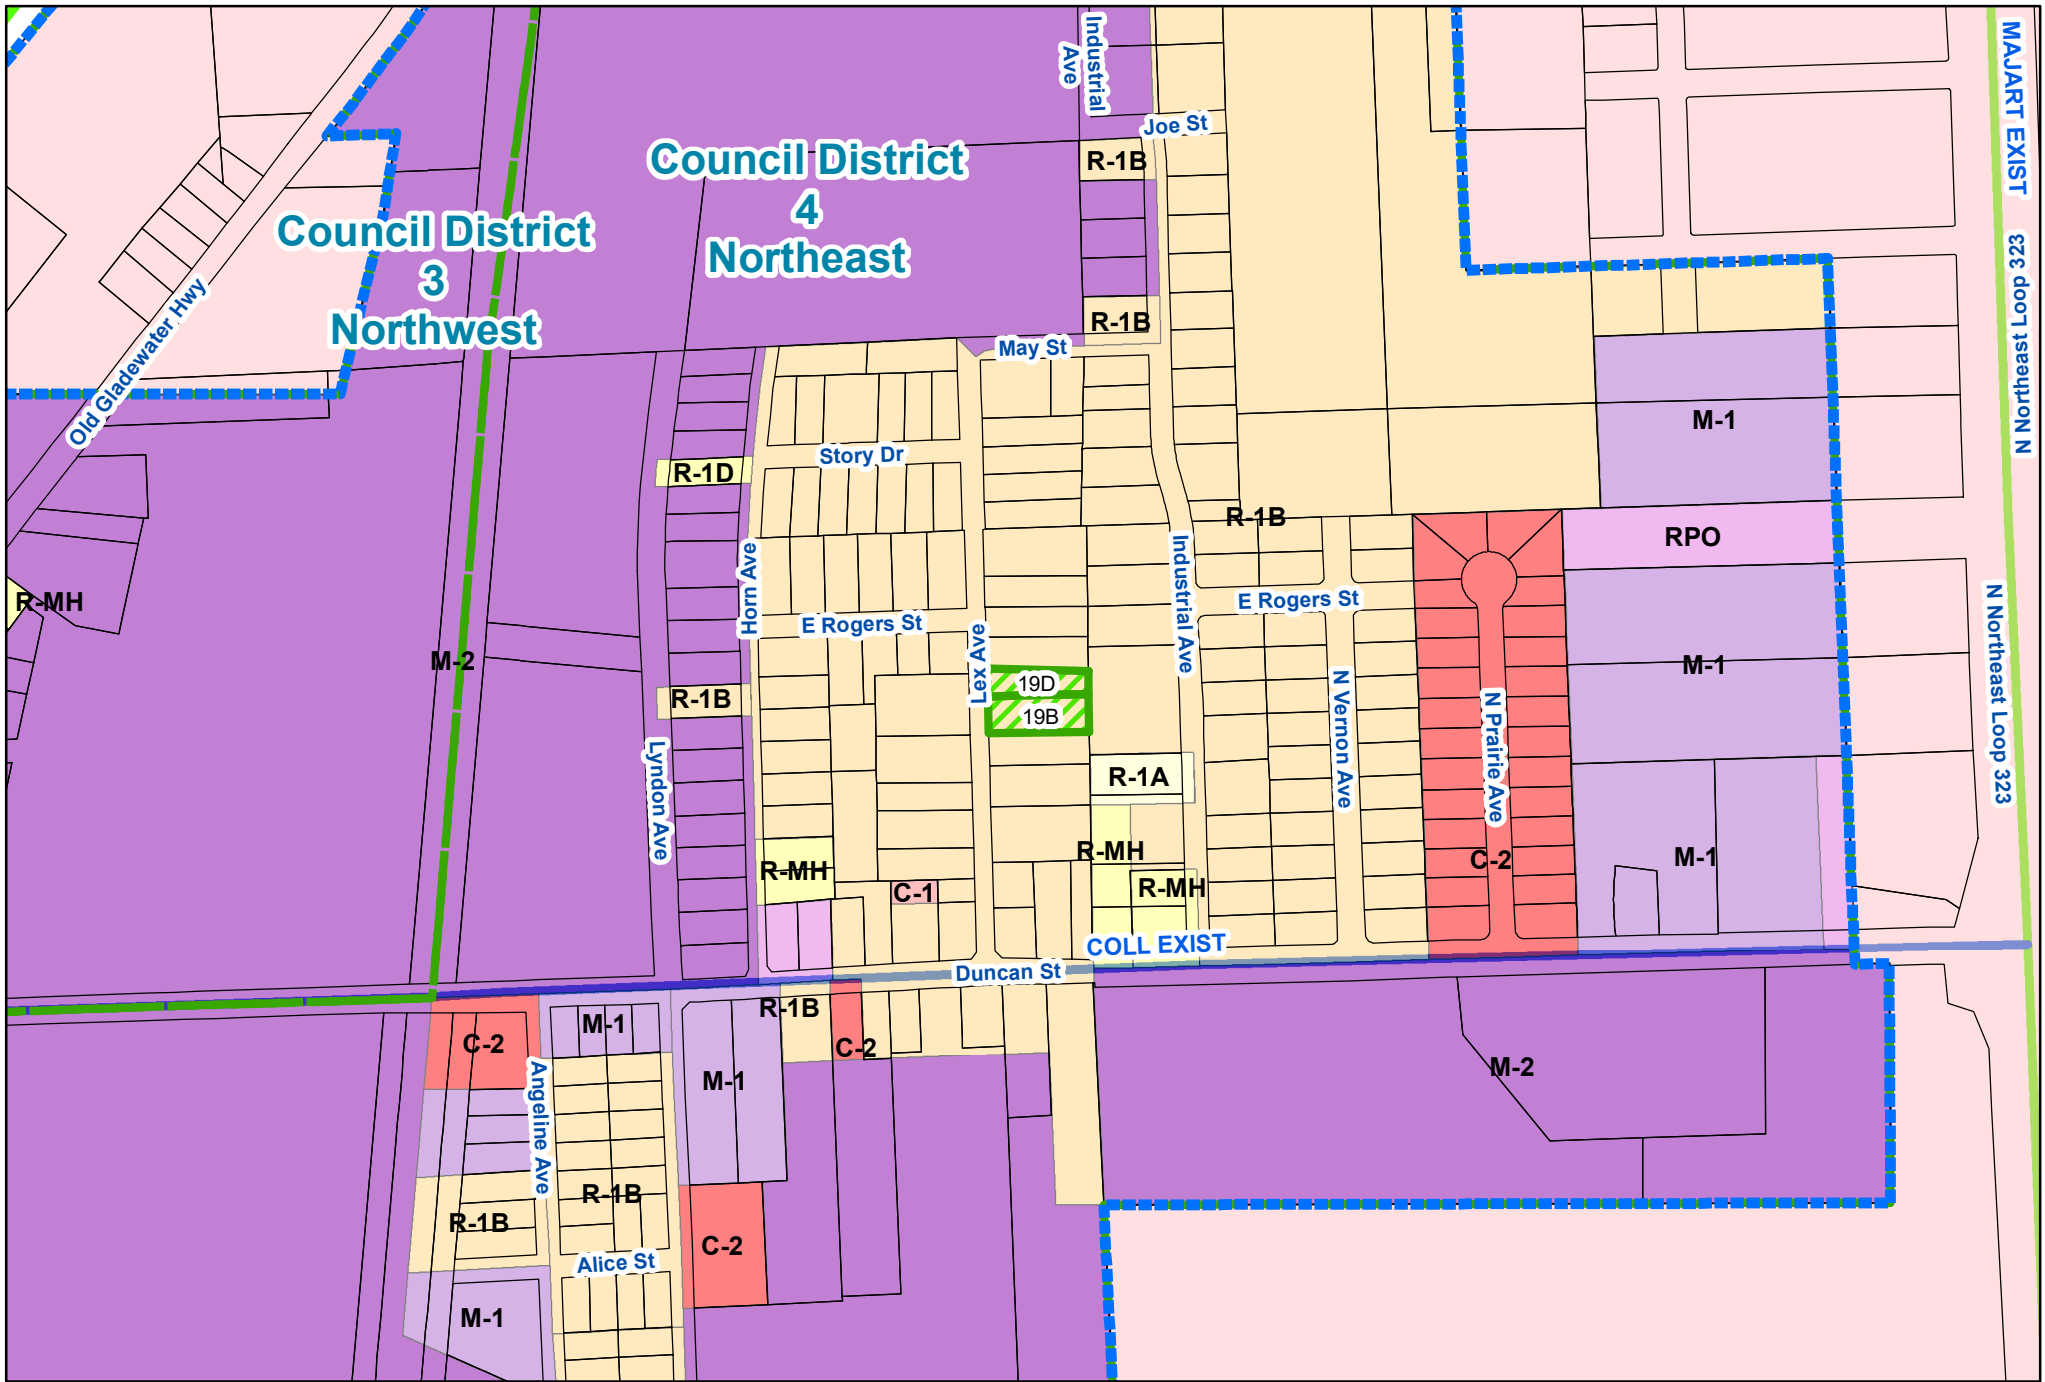 Industrial
Ave
MAJART EXIST
Joe St
Council District
4
Northeast
R-1B
Council District
3
Northwest
N Northeast Loop 323
Old Gladewater Hwy
R-1B
May St
M-1
Story Dr
R-1D
R-1B
RPO
Horn Ave
Industrial Ave
R-MH
E Rogers St
E Rogers St
N Northeast Loop 323
M-2
Lex Ave
M-1
19D
R-1B
19B
N Vernon Ave
N Prairie Ave
Lyndon Ave
R-1A
R-MH
C-2
M-1
R-MH
C-1
R-MH
COLL EXIST
Duncan St
R-1B
M-1
C-2
C-2
M-2
M-1
Angeline Ave
R-1B
R-1B
C-2
Alice St
M-1